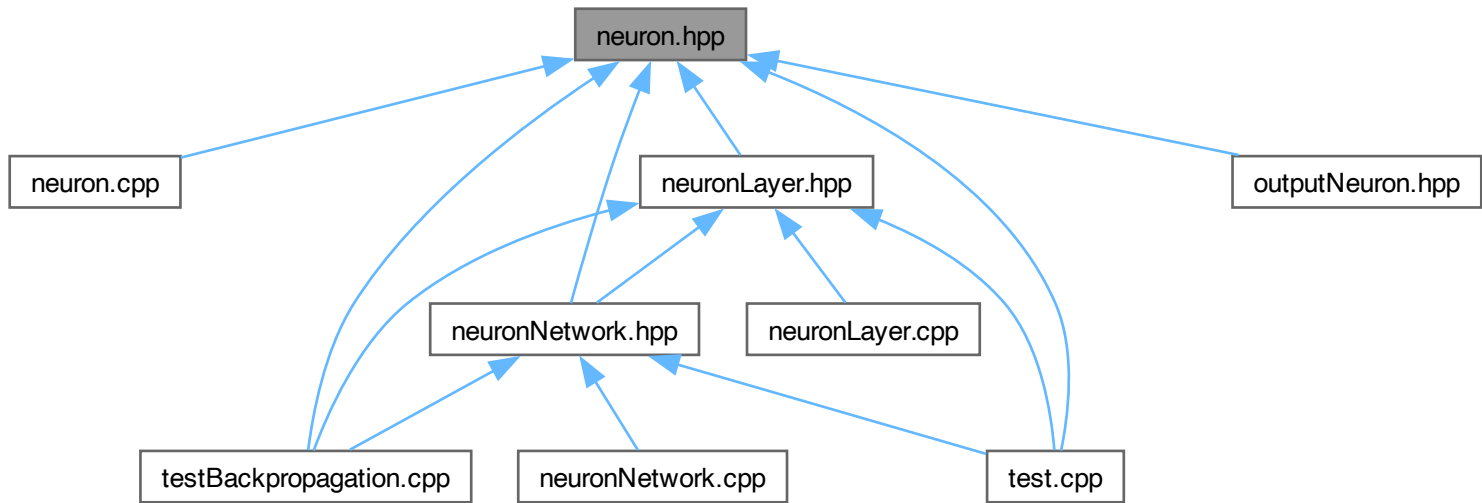 neuron.hpp
neuron.cpp
neuronLayer.hpp
outputNeuron.hpp
neuronNetwork.hpp
neuronLayer.cpp
testBackpropagation.cpp
neuronNetwork.cpp
test.cpp